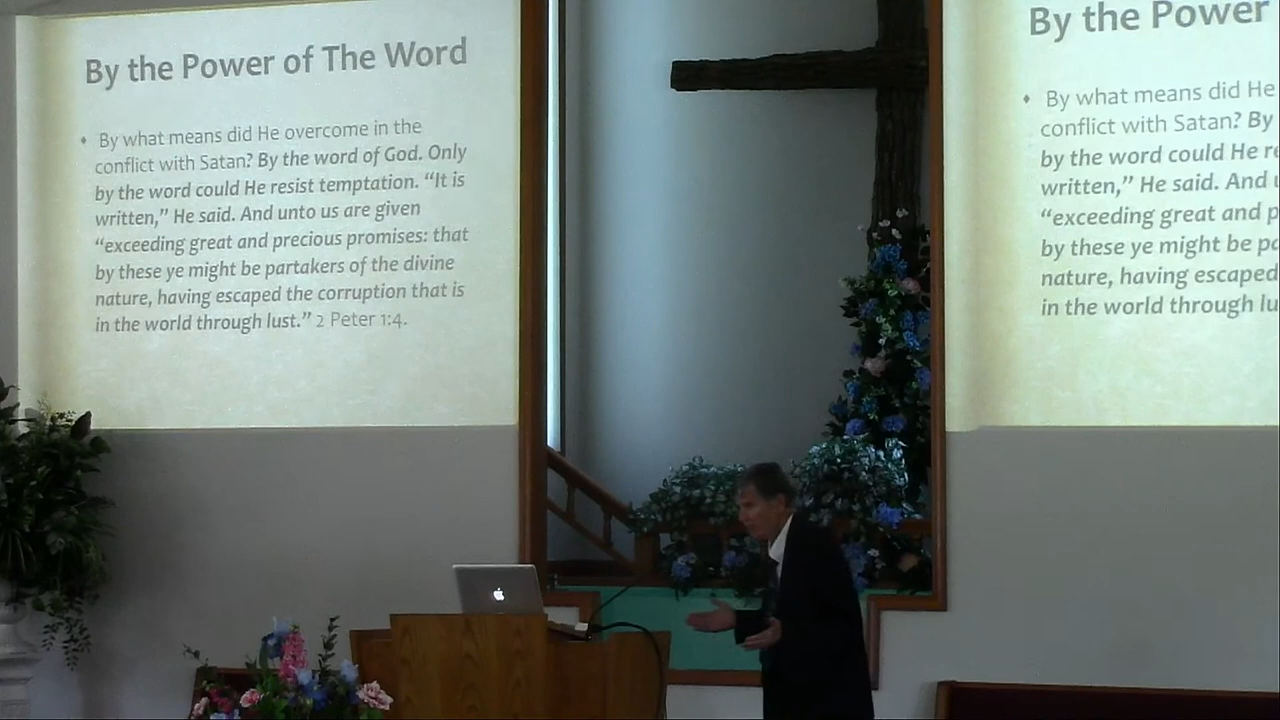 By the Power of The Word
♦ By what means did He overcome in the
conflict with Satan? By the word of God. Only
by the word could He resist temptation. “It is
written,” He said. And unto us are given
“exceeding great and precious promises: that
by these ye might be partakers of the divine
nature, having escaped the corruption that is
in the world through lust.” 2 Peter 1:4.
By the Power
♦ By what means did He
conflict with Satan? By
by the word could He re
written,” He said. And u
“exceeding great and p
by these ye might be pa
nature, having escaped
in the world through lu